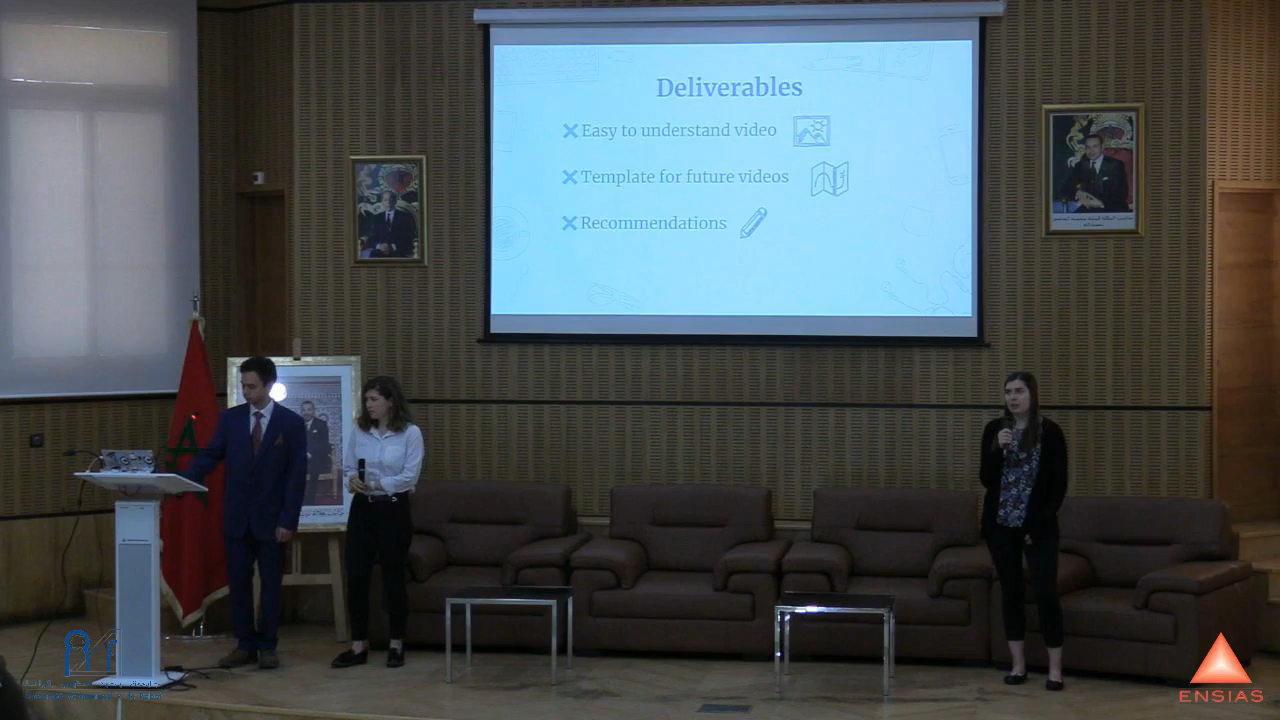 Deliverables
Easy to understand video
Template for future videos
Recommendations
ENSIAS